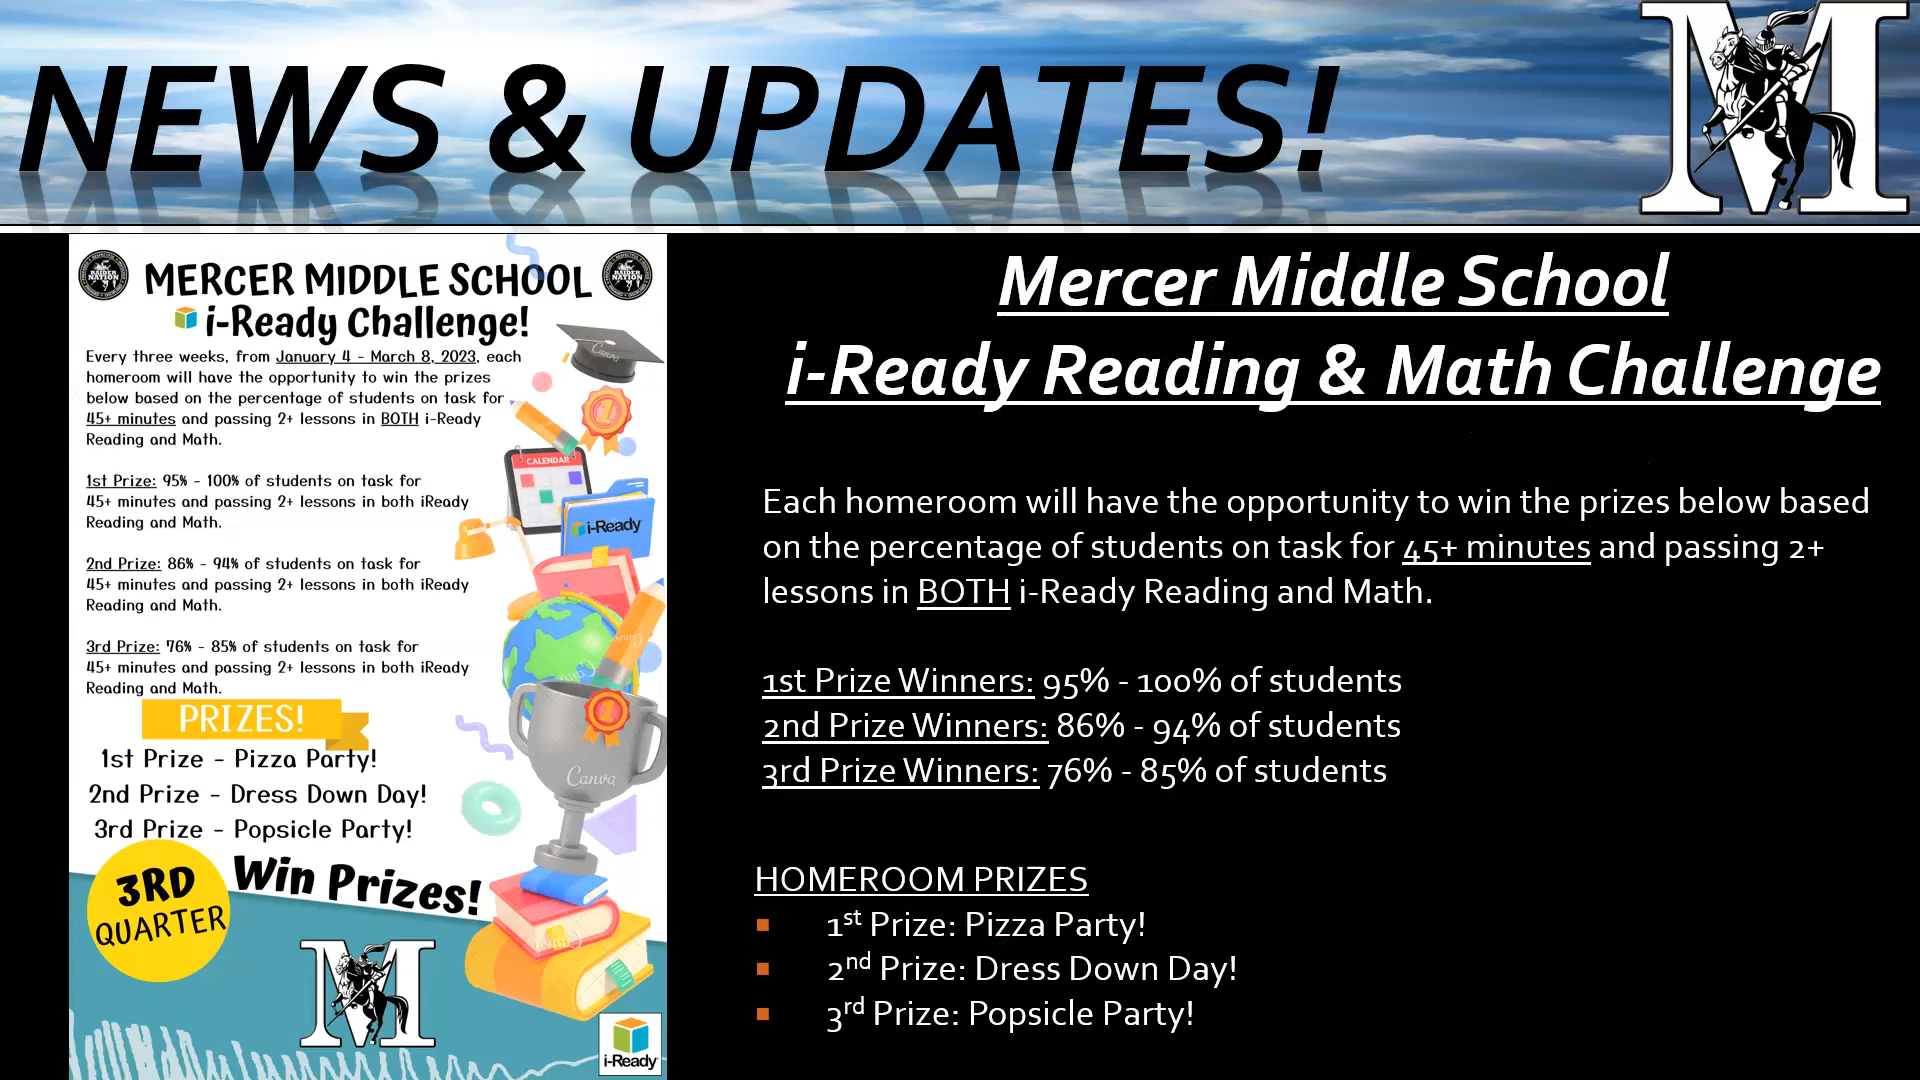 NEWS & UPDATES!
M
MERCER MIDDLE SCHOOL
i-Ready Challenge!
RAIDER NATION
RAIDER NATION
Every three weeks, from January 4 - March 8, 2023, each
homeroom will have the opportunity to win the prizes
below based on the percentage of students on task for
45+ minutes and passing 2+ lessons in BOTH i-Ready
Reading and Math.
1st Prize: 95% - 100% of students on task for
45+ minutes and passing 2+ lessons in both iReady
Reading and Math.
2nd Prize: 86% - 94% of students on task for
45+ minutes and passing 2+ lessons in both iReady
Reading and Math.
3rd Prize: 76% - 85% of students on task for
45+ minutes and passing 2+ lessons in both iReady
Reading and Math.
Canva
1
CALENDAR
i-Ready
Canva
Canva
1
Canva
PRIZES!
1st Prize - Pizza Party!
2nd Prize - Dress Down Day!
3rd Prize - Popsicle Party!
3RD
QUARTER
Win Prizes!
Canva
M
i-Ready
Mercer Middle School
i-Ready Reading & Math Challenge
Each homeroom will have the opportunity to win the prizes below based
on the percentage of students on task for 45+ minutes and passing 2+
lessons in BOTH i-Ready Reading and Math.
1st Prize Winners: 95% - 100% of students
2nd Prize Winners: 86% - 94% of students
3rd Prize Winners: 76% - 85% of students
HOMEROOM PRIZES
1st Prize: Pizza Party!
2nd Prize: Dress Down Day!
3rd Prize: Popsicle Party!